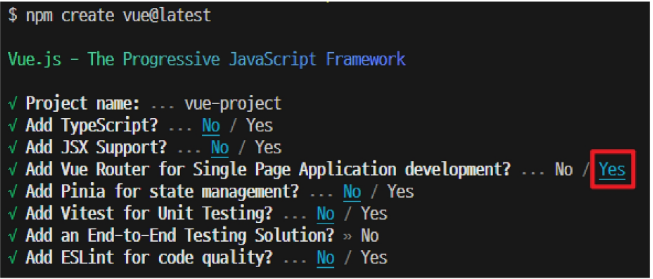 $ npm create vue@latest
Vue.js - The Progressive JavaScript Framework
√ Project name: ... vue-project
√ Add TypeScript? ... No / Yes
√ Add JSX Support? ... No / Yes
√ Add Vue Router for Single Page Application development? ... No / Yes
√ Add Pinia for state management? ... No / Yes
√ Add Vitest for Unit Testing? ... No / Yes
√ Add an End-to-End Testing Solution? » No
√ Add ESLint for code quality? ... No / Yes